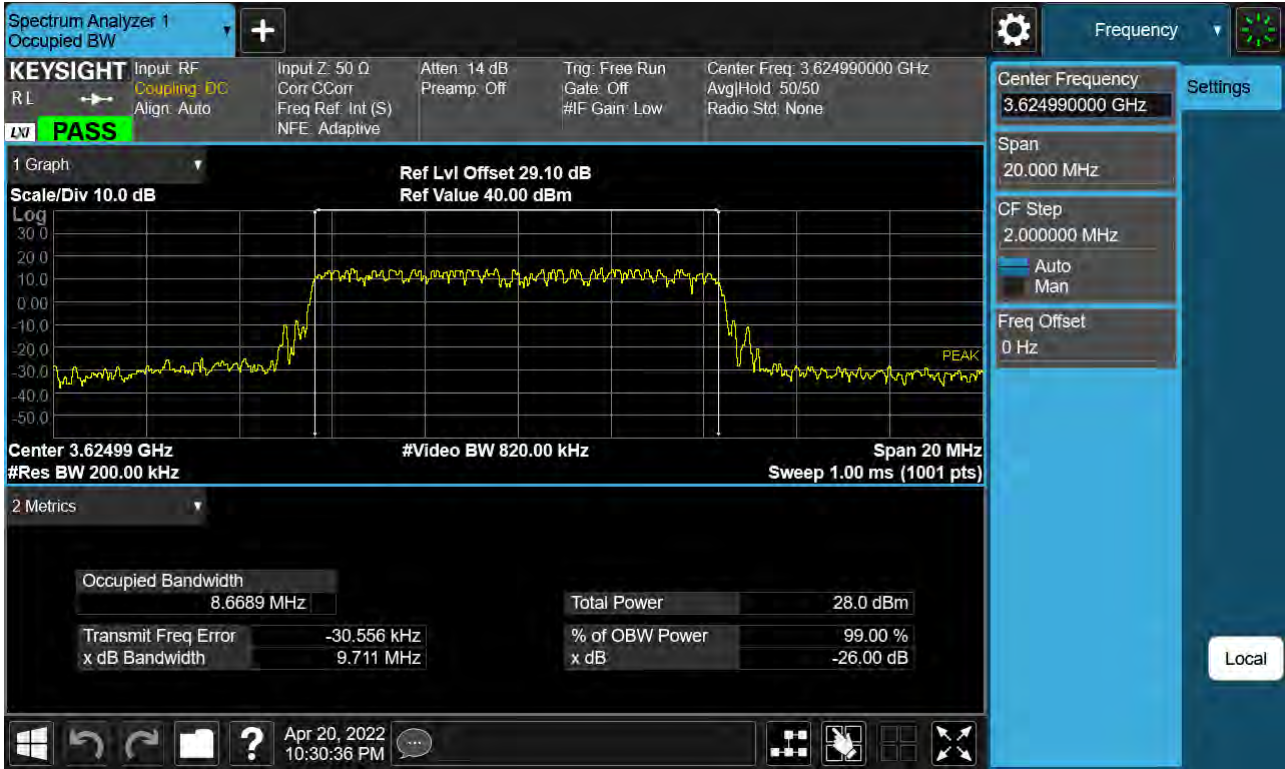 Spectrum Analyzer 1
Occupied BW
Frequency
KEYSIGHT
RL
LXI
PASS
Input: RF
Coupling: DC
Align: Auto
Input Z: 50 Ω
Corr CCorr
Freq Ref: Int (S)
NFE: Adaptive
Atten: 14 dB
Preamp: Off
Trig: Free Run
Gate: Off
#IF Gain: Low
Center Freq: 3.624990000 GHz
Avg|Hold: 50/50
Radio Std: None
Center Frequency
3.624990000 GHz
Settings
Span
20.000 MHz
CF Step
2.000000 MHz
Auto
Man
Freq Offset
0 Hz
1 Graph
Scale/Div 10.0 dB
Ref Lvl Offset 29.10 dB
Ref Value 40.00 dBm
Log
30.0
20.0
10.0
0.00
-10.0
-20.0
-30.0
-40.0
-50.0
PEAK
Center 3.62499 GHz
#Res BW 200.00 kHz
#Video BW 820.00 kHz
Span 20 MHz
Sweep 1.00 ms (1001 pts)
2 Metrics
Occupied Bandwidth
8.6689 MHz
Transmit Freq Error -30.556 kHz
x dB Bandwidth 9.711 MHz
Total Power 28.0 dBm
% of OBW Power 99.00 %
x dB -26.00 dB
Local
?
Apr 20, 2022
10:30:36 PM